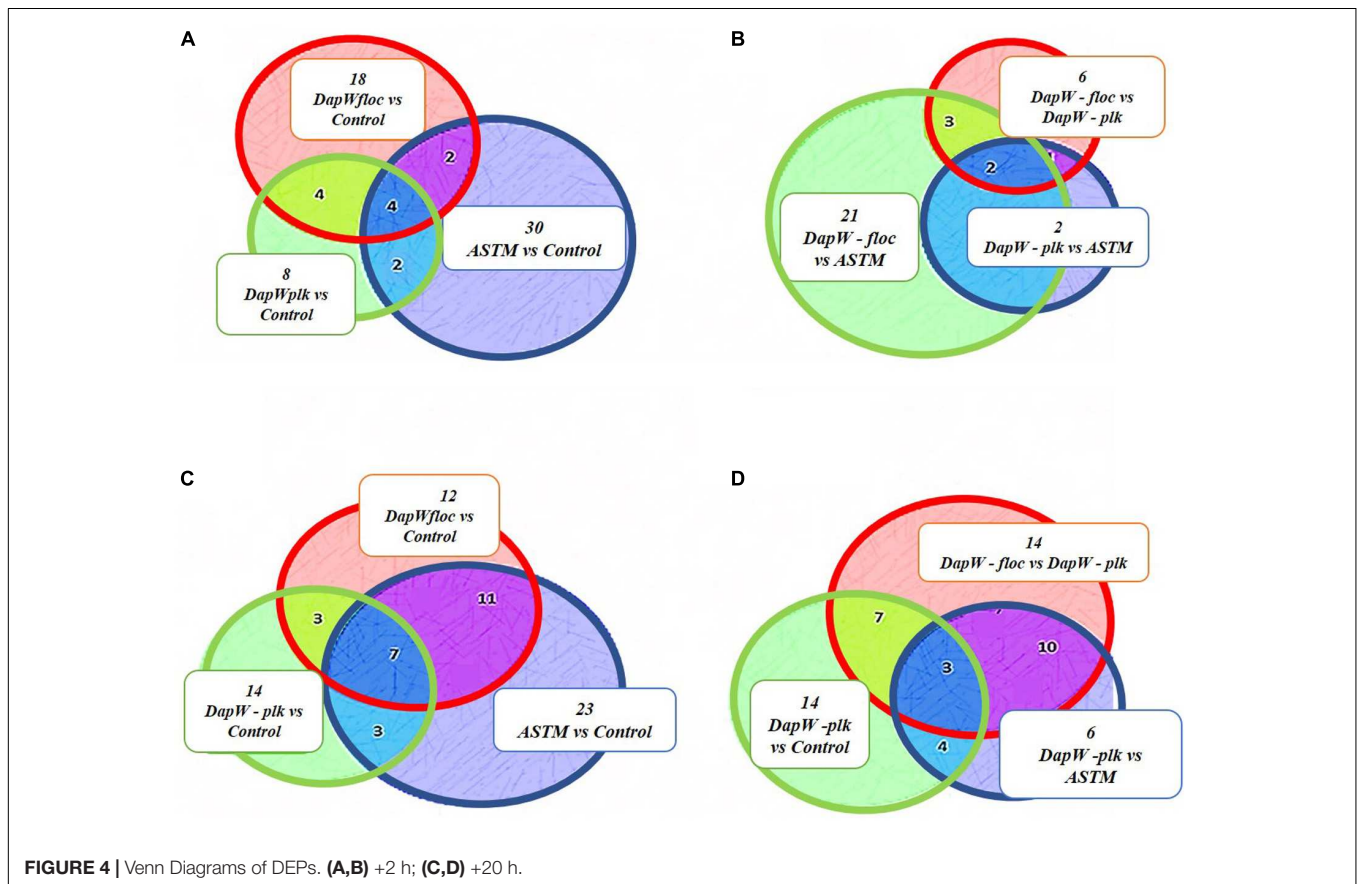 A
18
DapWfloc vs
Control
2
4
4
30
ASTM vs Control
2
8
DapWplk vs
Control
B
6
DapW - floc vs
DapW - plk
3
2
21
DapW - floc
vs ASTM
2
DapW - plk vs ASTM
C
12
DapWfloc vs
Control
11
3
7
14
DapW - plk vs
Control
23
ASTM vs Control
3
D
14
DapW - floc vs DapW - plk
7
10
3
14
DapW -plk
vs Control
6
DapW -plk vs
ASTM
4
FIGURE 4 | Venn Diagrams of DEPs. (A,B) +2 h; (C,D) +20 h.